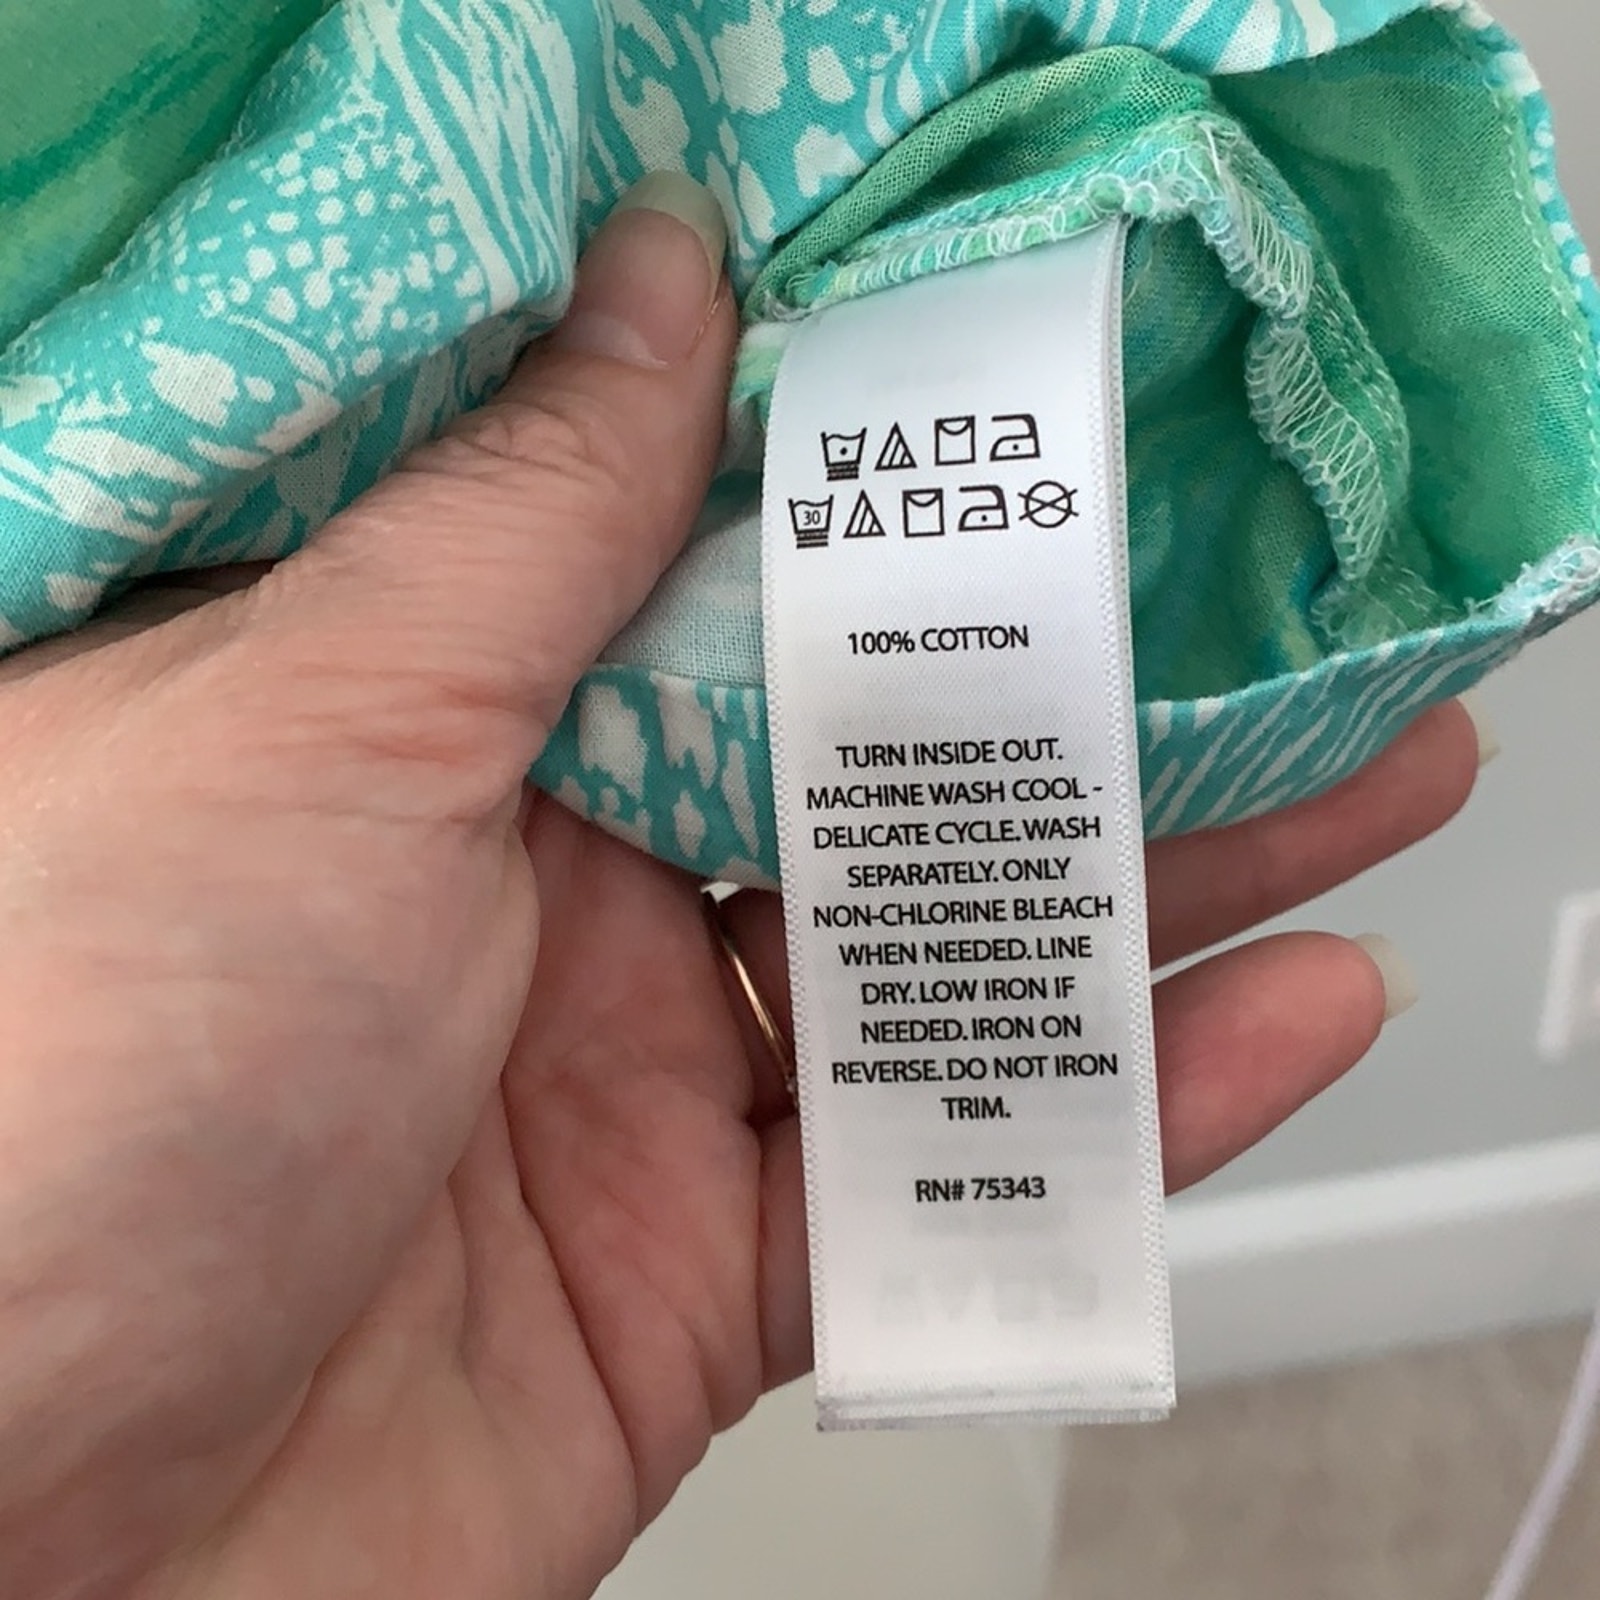 30
100% COTTON
TURN INSIDE OUT.
MACHINE WASH COOL -
DELICATE CYCLE. WASH
SEPARATELY. ONLY
NON-CHLORINE BLEACH
WHEN NEEDED. LINE
DRY. LOW IRON IF
NEEDED. IRON ON
REVERSE. DO NOT IRON
TRIM.
RN# 75343